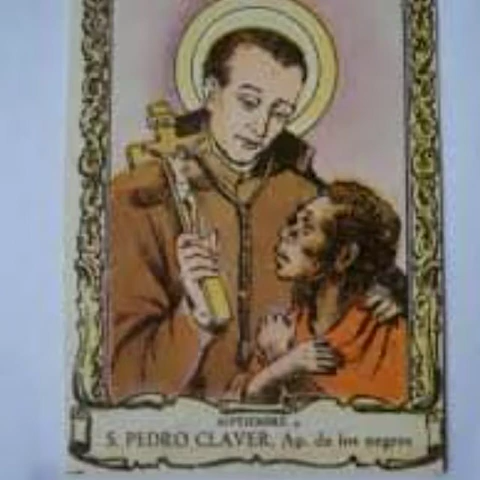 SEPTIEMBRE, 9
S. PEDRO CLAVER, Ap. de los negros